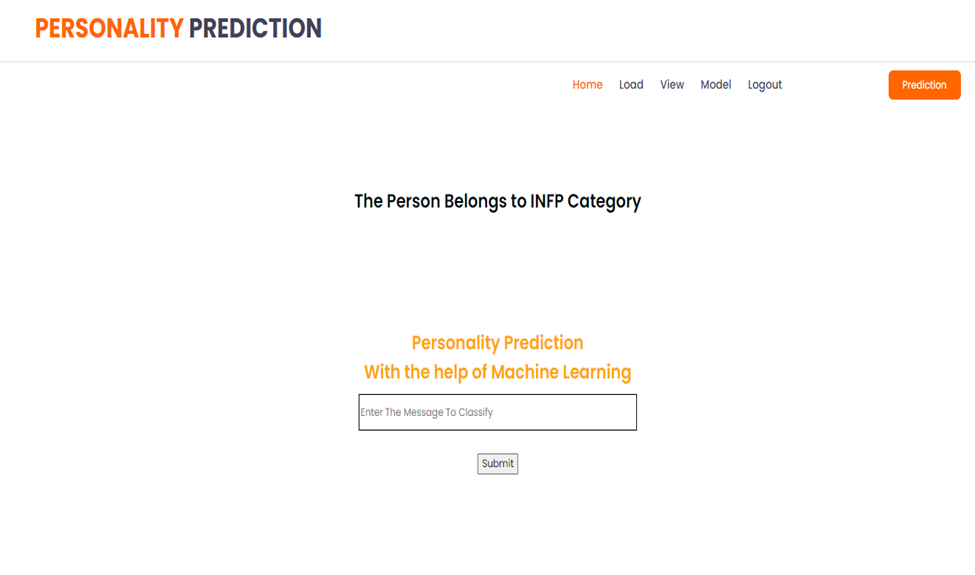 PERSONALITY PREDICTION
Home Load View Model Logout Prediction
The Person Belongs to INFP Category
Personality Prediction
With the help of Machine Learning
Enter The Message To Classify
Submit